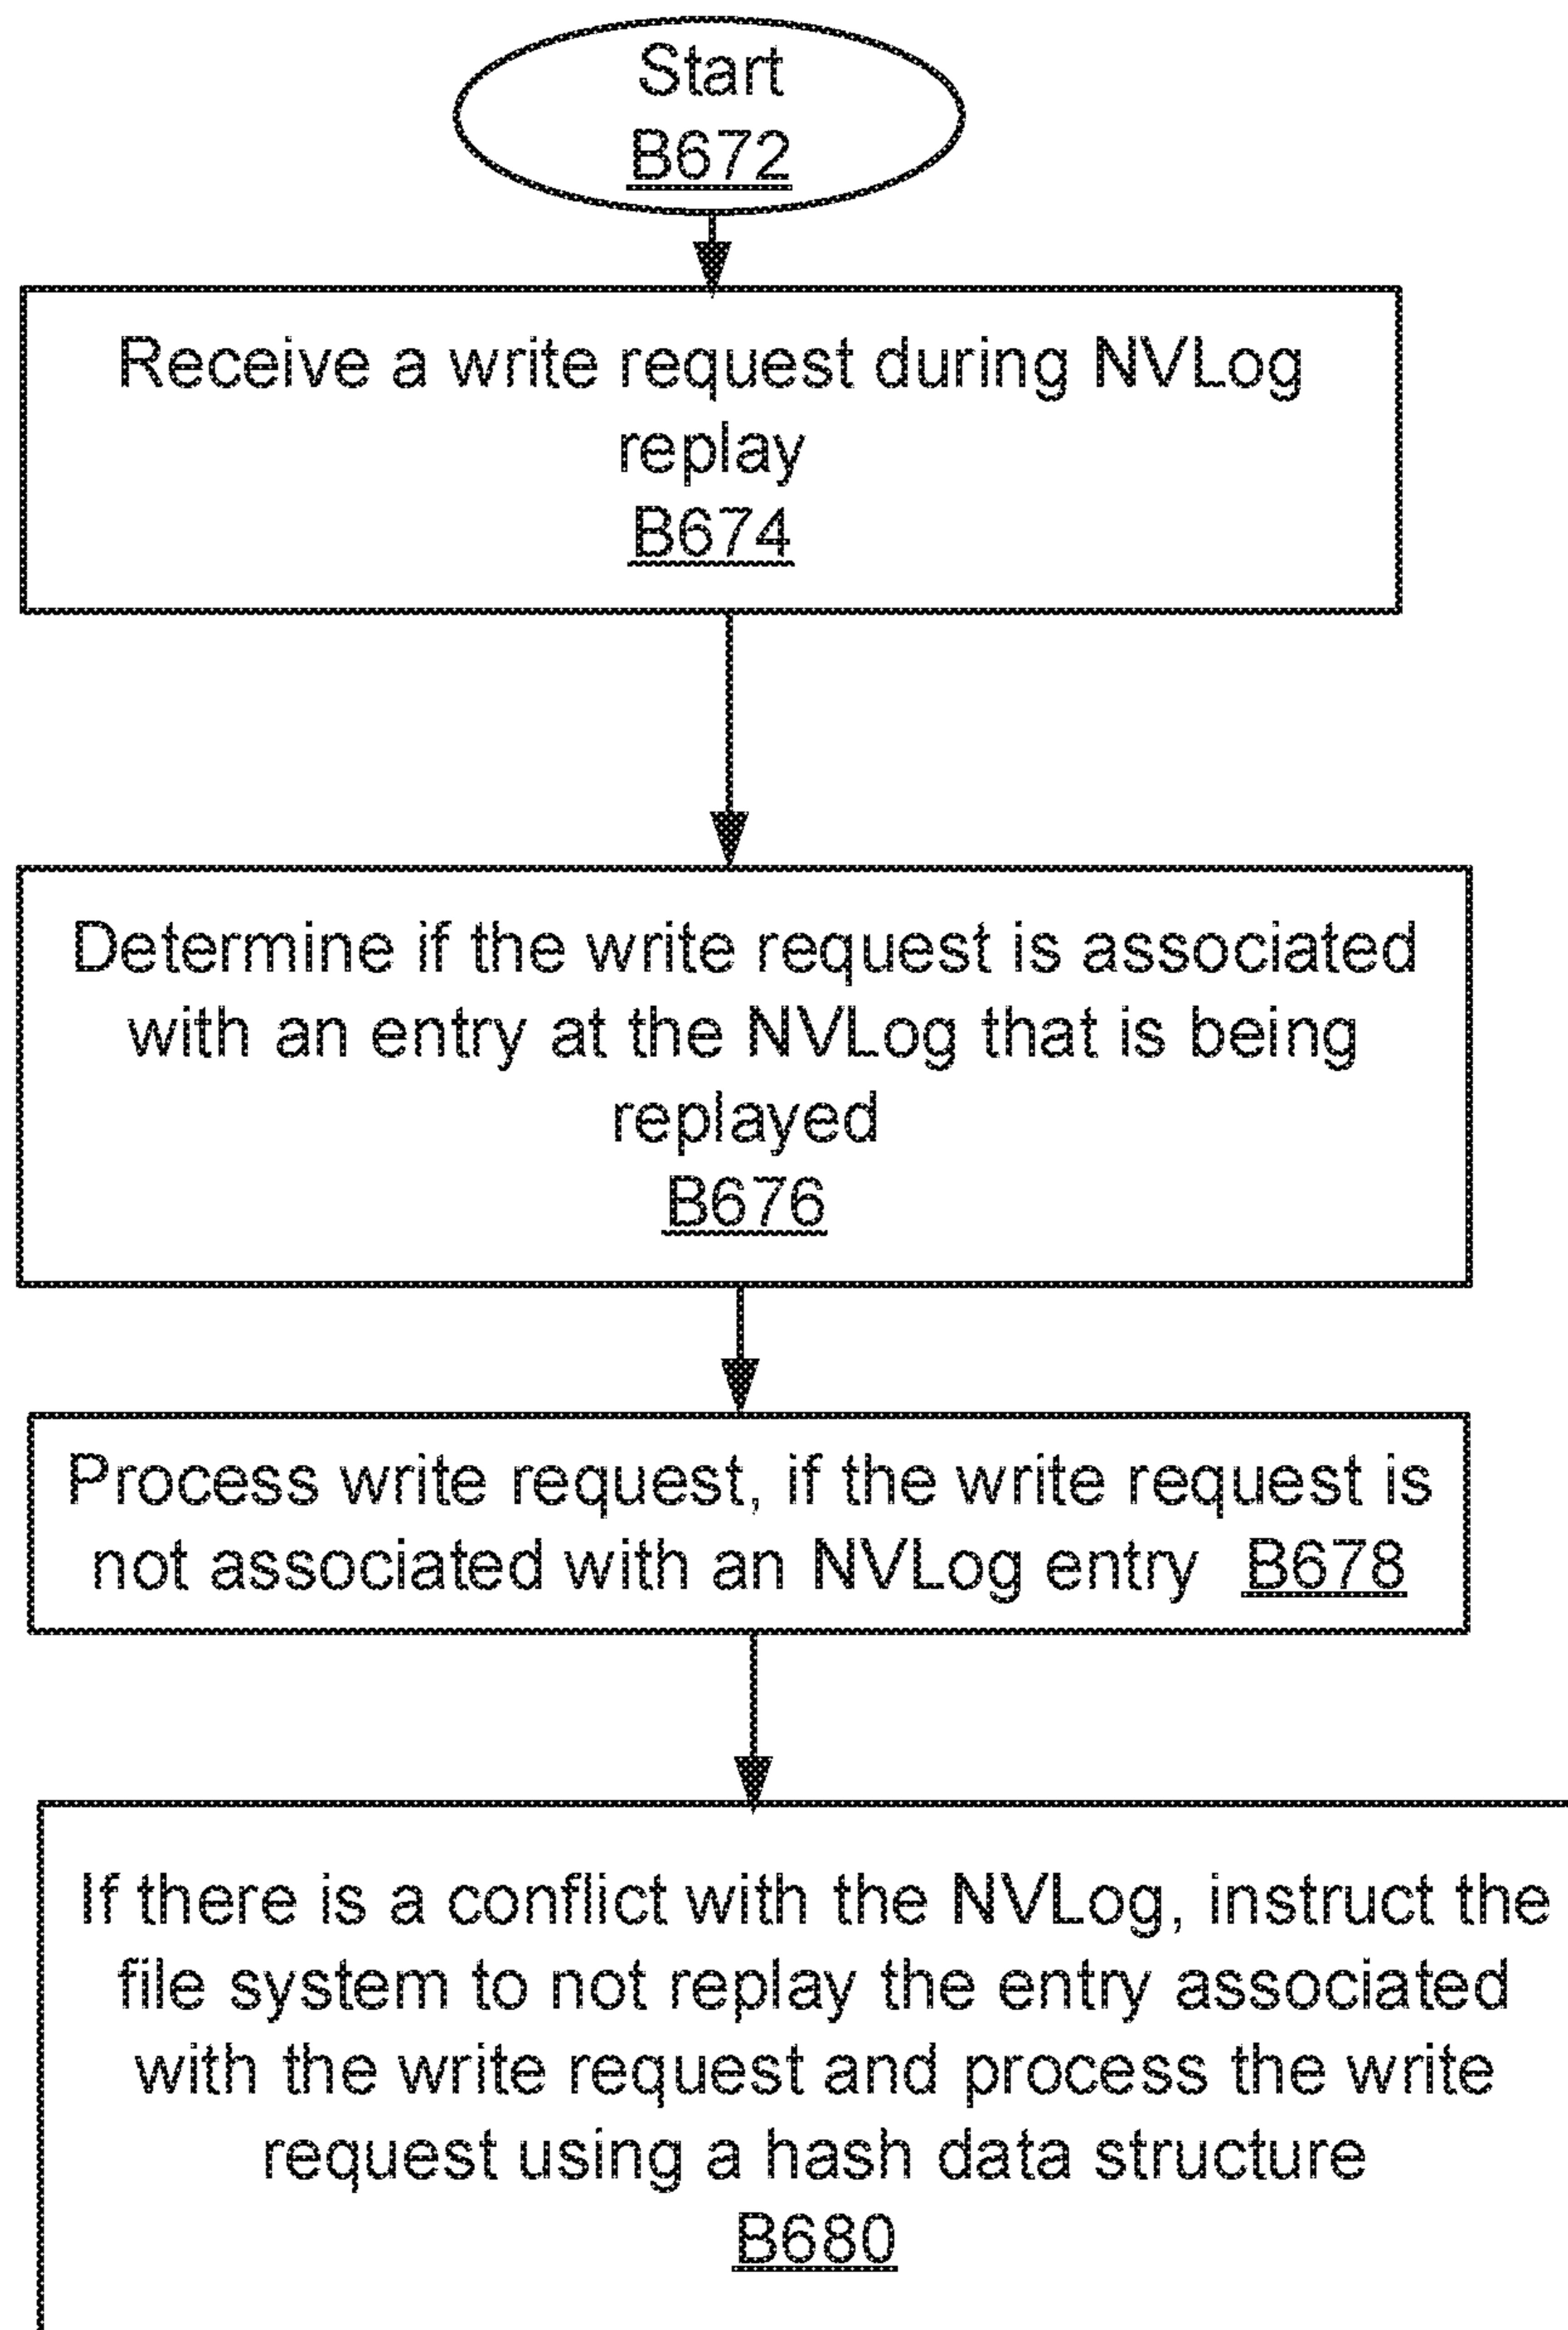 Start
B672
Receive a write request during NVLog
replay
B674
Determine if the write request is associated
with an entry at the NVLog that is being
replayed
B676
Process write request, if the write request is
not associated with an NVLog entry B678
If there is a conflict with the NVLog, instruct the
file system to not replay the entry associated
with the write request and process the write
request using a hash data structure
B680